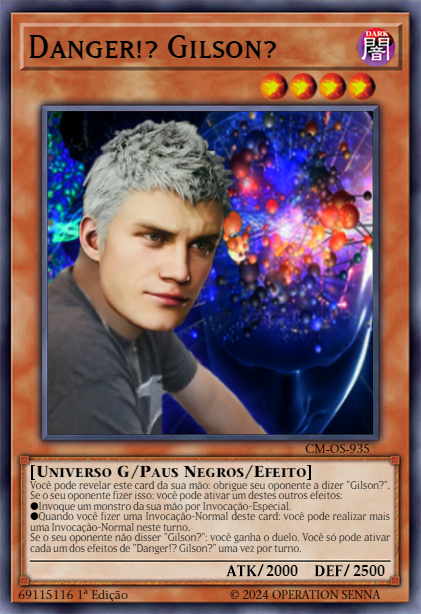 Danger!? Gilson?
DARK
闇
CM-OS-935
[Universo G/Paus Negros/Efeito]
Você pode revelar este card da sua mão: obrigue seu oponente a dizer "Gilson?".
Se o seu oponente fizer isso: você pode ativar um destes outros efeitos:
●Invoque um monstro da sua mão por Invocação-Especial.
●Quando você fizer uma Invocação-Normal deste card: você pode realizar mais
uma Invocação-Normal neste turno.
Se o seu oponente não disser "Gilson?": você ganha o duelo. Você só pode ativar
cada um dos efeitos de "Danger!? Gilson?" uma vez por turno.
ATK/2000 DEF/2500
69115116 1ª Edição © 2024 OPERATION SENNA